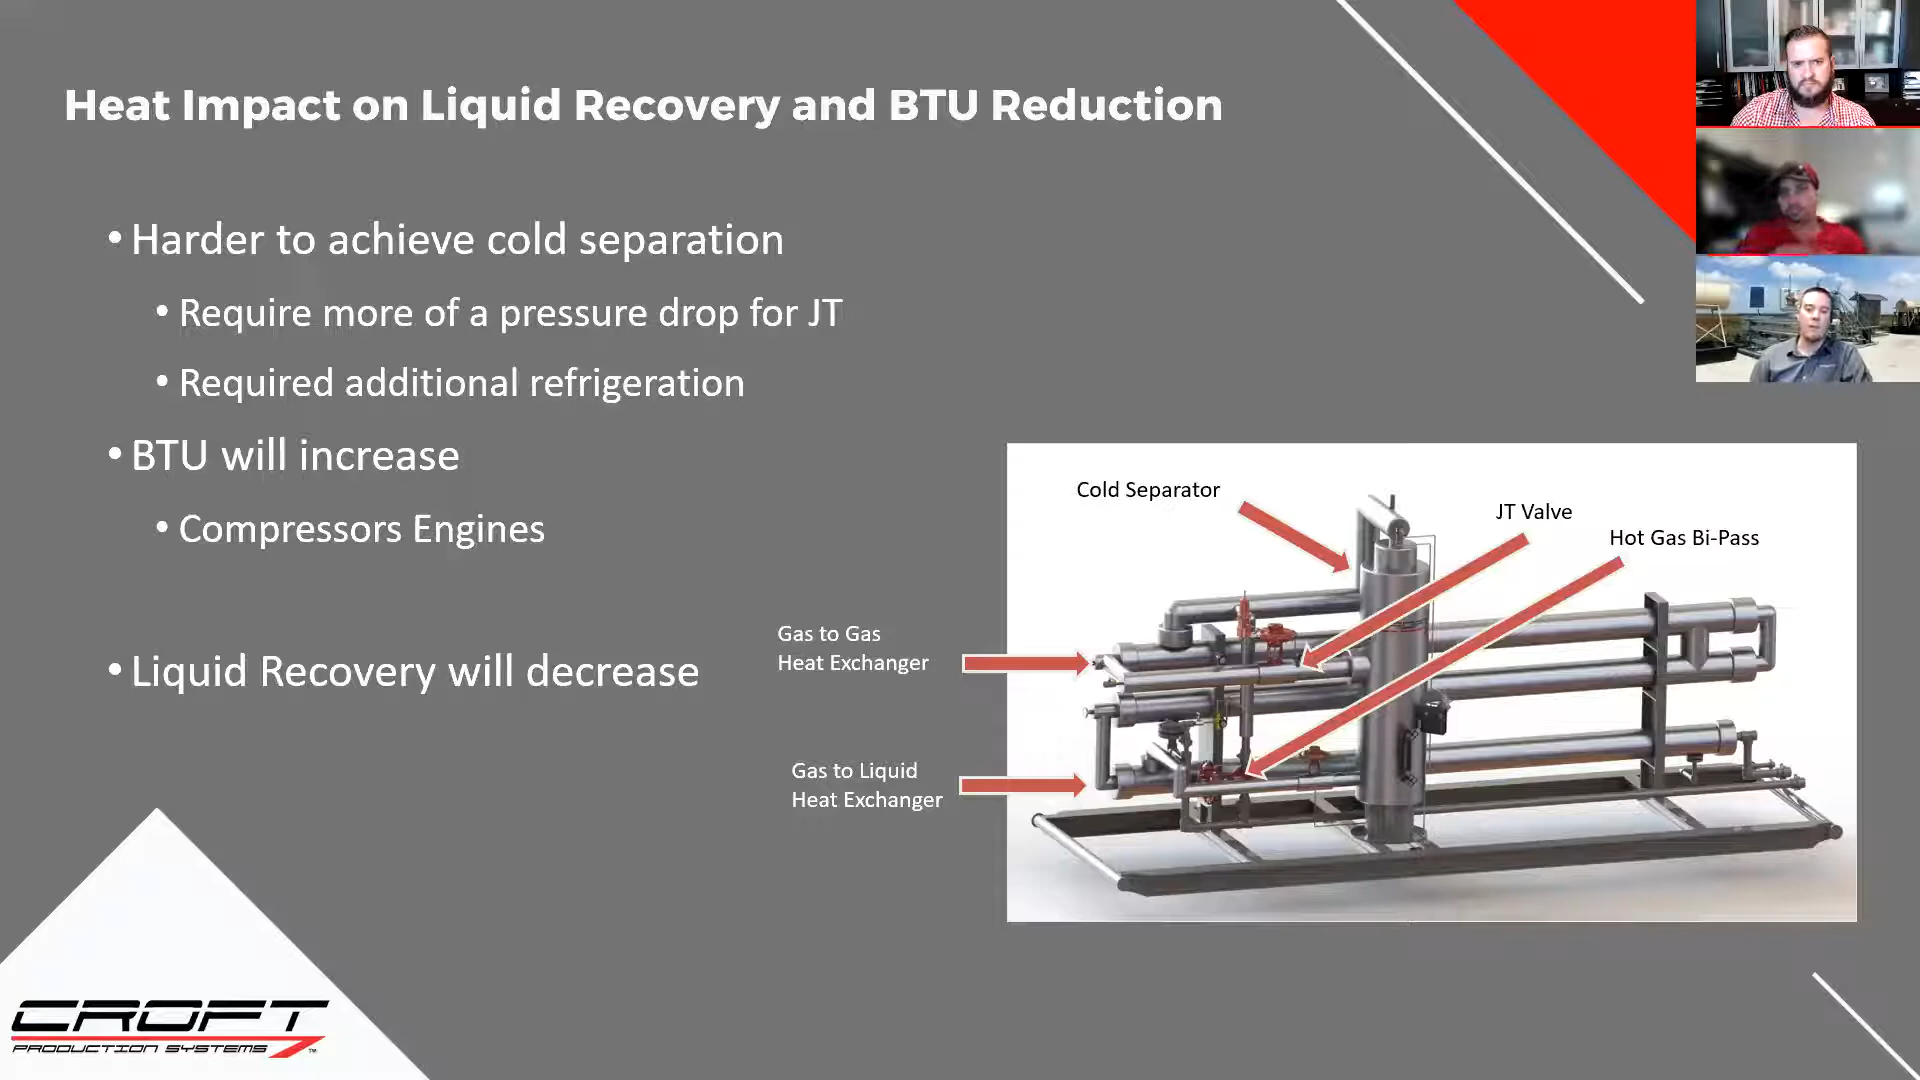 Heat Impact on Liquid Recovery and BTU Reduction
• Harder to achieve cold separation
• Require more of a pressure drop for JT
• Required additional refrigeration
• BTU will increase
• Compressors Engines
• Liquid Recovery will decrease
Cold Separator
JT Valve
Hot Gas Bi-Pass
Gas to Gas
Heat Exchanger
Gas to Liquid
Heat Exchanger
CROFT
PRODUCTION SYSTEMS
TM